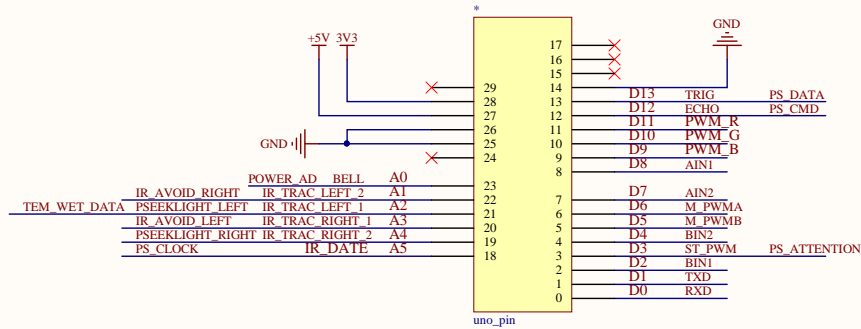 *
+5V 3V3
GND
17
16
15
29 14
28 D13 TRIG PS_DATA 13
27 D12 ECHO PS_CMD 12
26 D11 PWM_R 11
GND 25 D10 PWM_G 10
24 D9 PWM_B 9
D8 AIN1 8
POWER_AD BELL A0 23
IR_AVOID_RIGHT IR_TRAC_LEFT_2 A1 22 D7 AIN2 7
TEM_WET_DATA PSEEKLIGHT_LEFT IR_TRAC_LEFT_1 A2 21 D6 M_PWMA 6
IR_AVOID_LEFT IR_TRAC_RIGHT_1 A3 20 D5 M_PWMB 5
PSEEKLIGHT_RIGHT IR_TRAC_RIGHT_2 A4 19 D4 BIN2 4
PS_CLOCK IR_DATE A5 18 D3 ST_PWM PS_ATTENTION 3
D2 BIN1 2
D1 TXD 1
D0 RXD 0
uno_pin